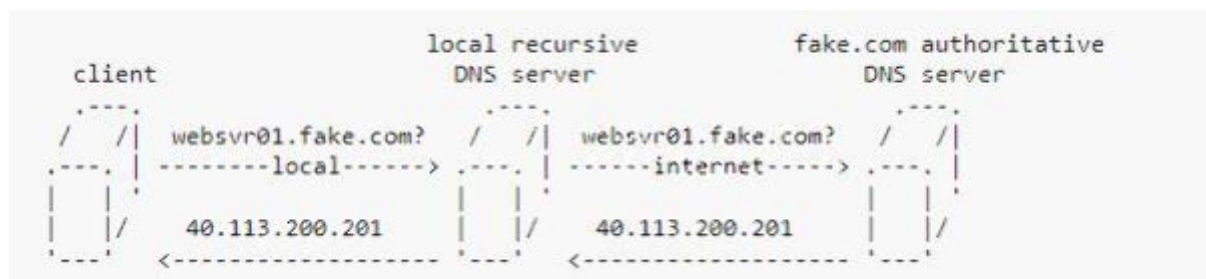 local recursive fake.com authoritative
client DNS server DNS server
websvr01.fake.com? websvr01.fake.com?
--------local------> ------internet----->
40.113.200.201 40.113.200.201
<------------------- <-------------------